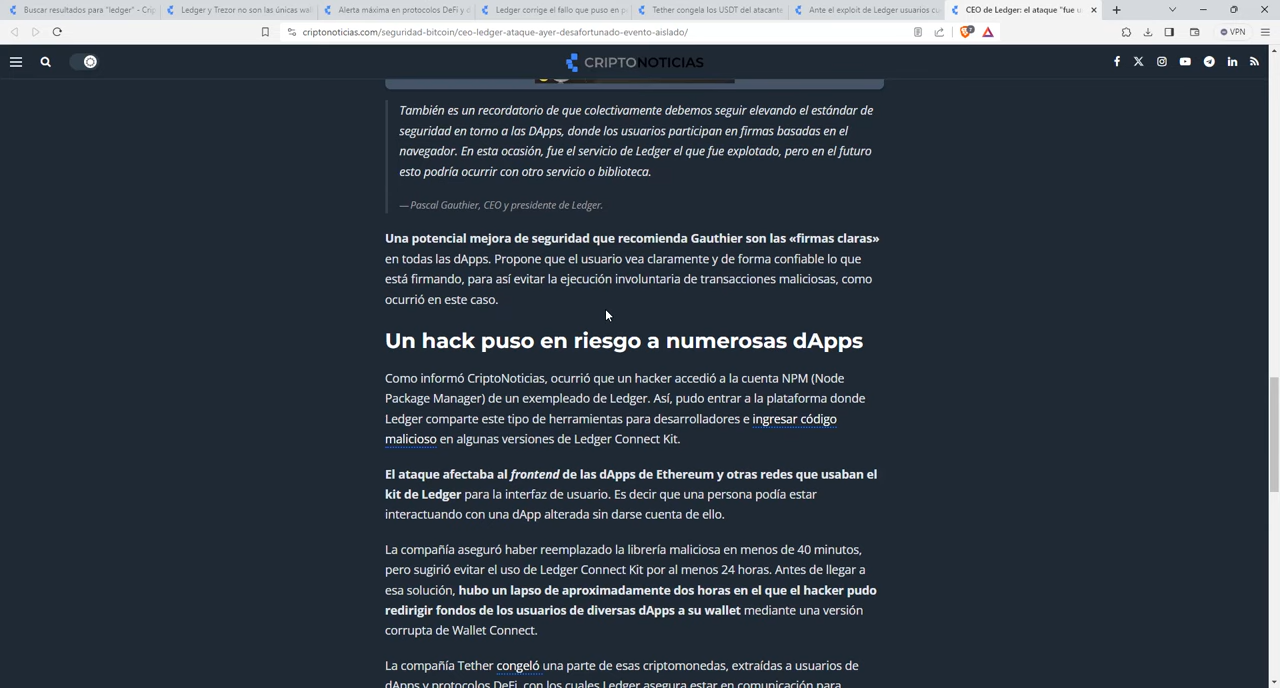 Buscar resultados para "ledger" - Crip
Ledger y Trezor no son las únicas wal
Alerta máxima en protocolos DeFi y d
Ledger corrige el fallo que puso en p
Tether congela los USDT del atacante
Ante el exploit de Ledger usuarios cu
CEO de Ledger: el ataque "fue u
criptonoticias.com/seguridad-bitcoin/ceo-ledger-ataque-ayer-desafortunado-evento-aislado/
VPN
CRIPTONOTICIAS
También es un recordatorio de que colectivamente debemos seguir elevando el estándar de
seguridad en torno a las DApps, donde los usuarios participan en firmas basadas en el
navegador. En esta ocasión, fue el servicio de Ledger el que fue explotado, pero en el futuro
esto podría ocurrir con otro servicio o biblioteca.
— Pascal Gauthier, CEO y presidente de Ledger.
Una potencial mejora de seguridad que recomienda Gauthier son las «firmas claras»
en todas las dApps. Propone que el usuario vea claramente y de forma confiable lo que
está firmando, para así evitar la ejecución involuntaria de transacciones maliciosas, como
ocurrió en este caso.
Un hack puso en riesgo a numerosas dApps
Como informó CriptoNoticias, ocurrió que un hacker accedió a la cuenta NPM (Node
Package Manager) de un exempleado de Ledger. Así, pudo entrar a la plataforma donde
Ledger comparte este tipo de herramientas para desarrolladores e ingresar código
malicioso en algunas versiones de Ledger Connect Kit.
El ataque afectaba al frontend de las dApps de Ethereum y otras redes que usaban el
kit de Ledger para la interfaz de usuario. Es decir que una persona podía estar
interactuando con una dApp alterada sin darse cuenta de ello.
La compañía aseguró haber reemplazado la librería maliciosa en menos de 40 minutos,
pero sugirió evitar el uso de Ledger Connect Kit por al menos 24 horas. Antes de llegar a
esa solución, hubo un lapso de aproximadamente dos horas en el que el hacker pudo
redirigir fondos de los usuarios de diversas dApps a su wallet mediante una versión
corrupta de Wallet Connect.
La compañía Tether congeló una parte de esas criptomonedas, extraídas a usuarios de
dApps y protocolos DeFi, con los cuales Ledger asegura estar en comunicación para